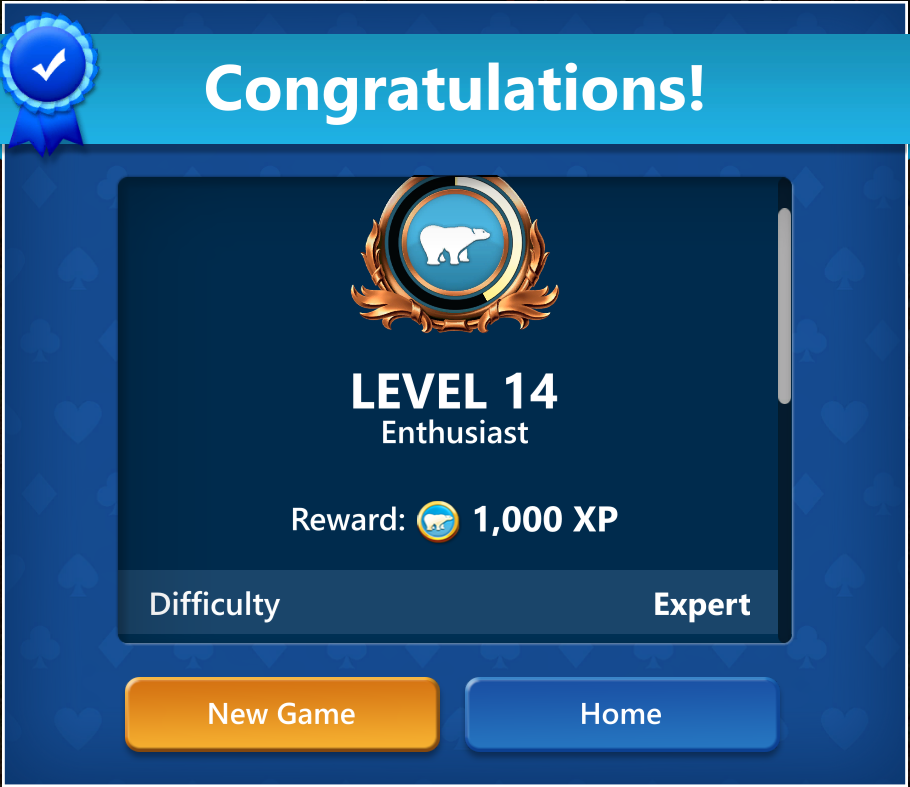 Congratulations!
LEVEL 14
Enthusiast
Reward: 1,000 XP
Difficulty Expert
New Game Home